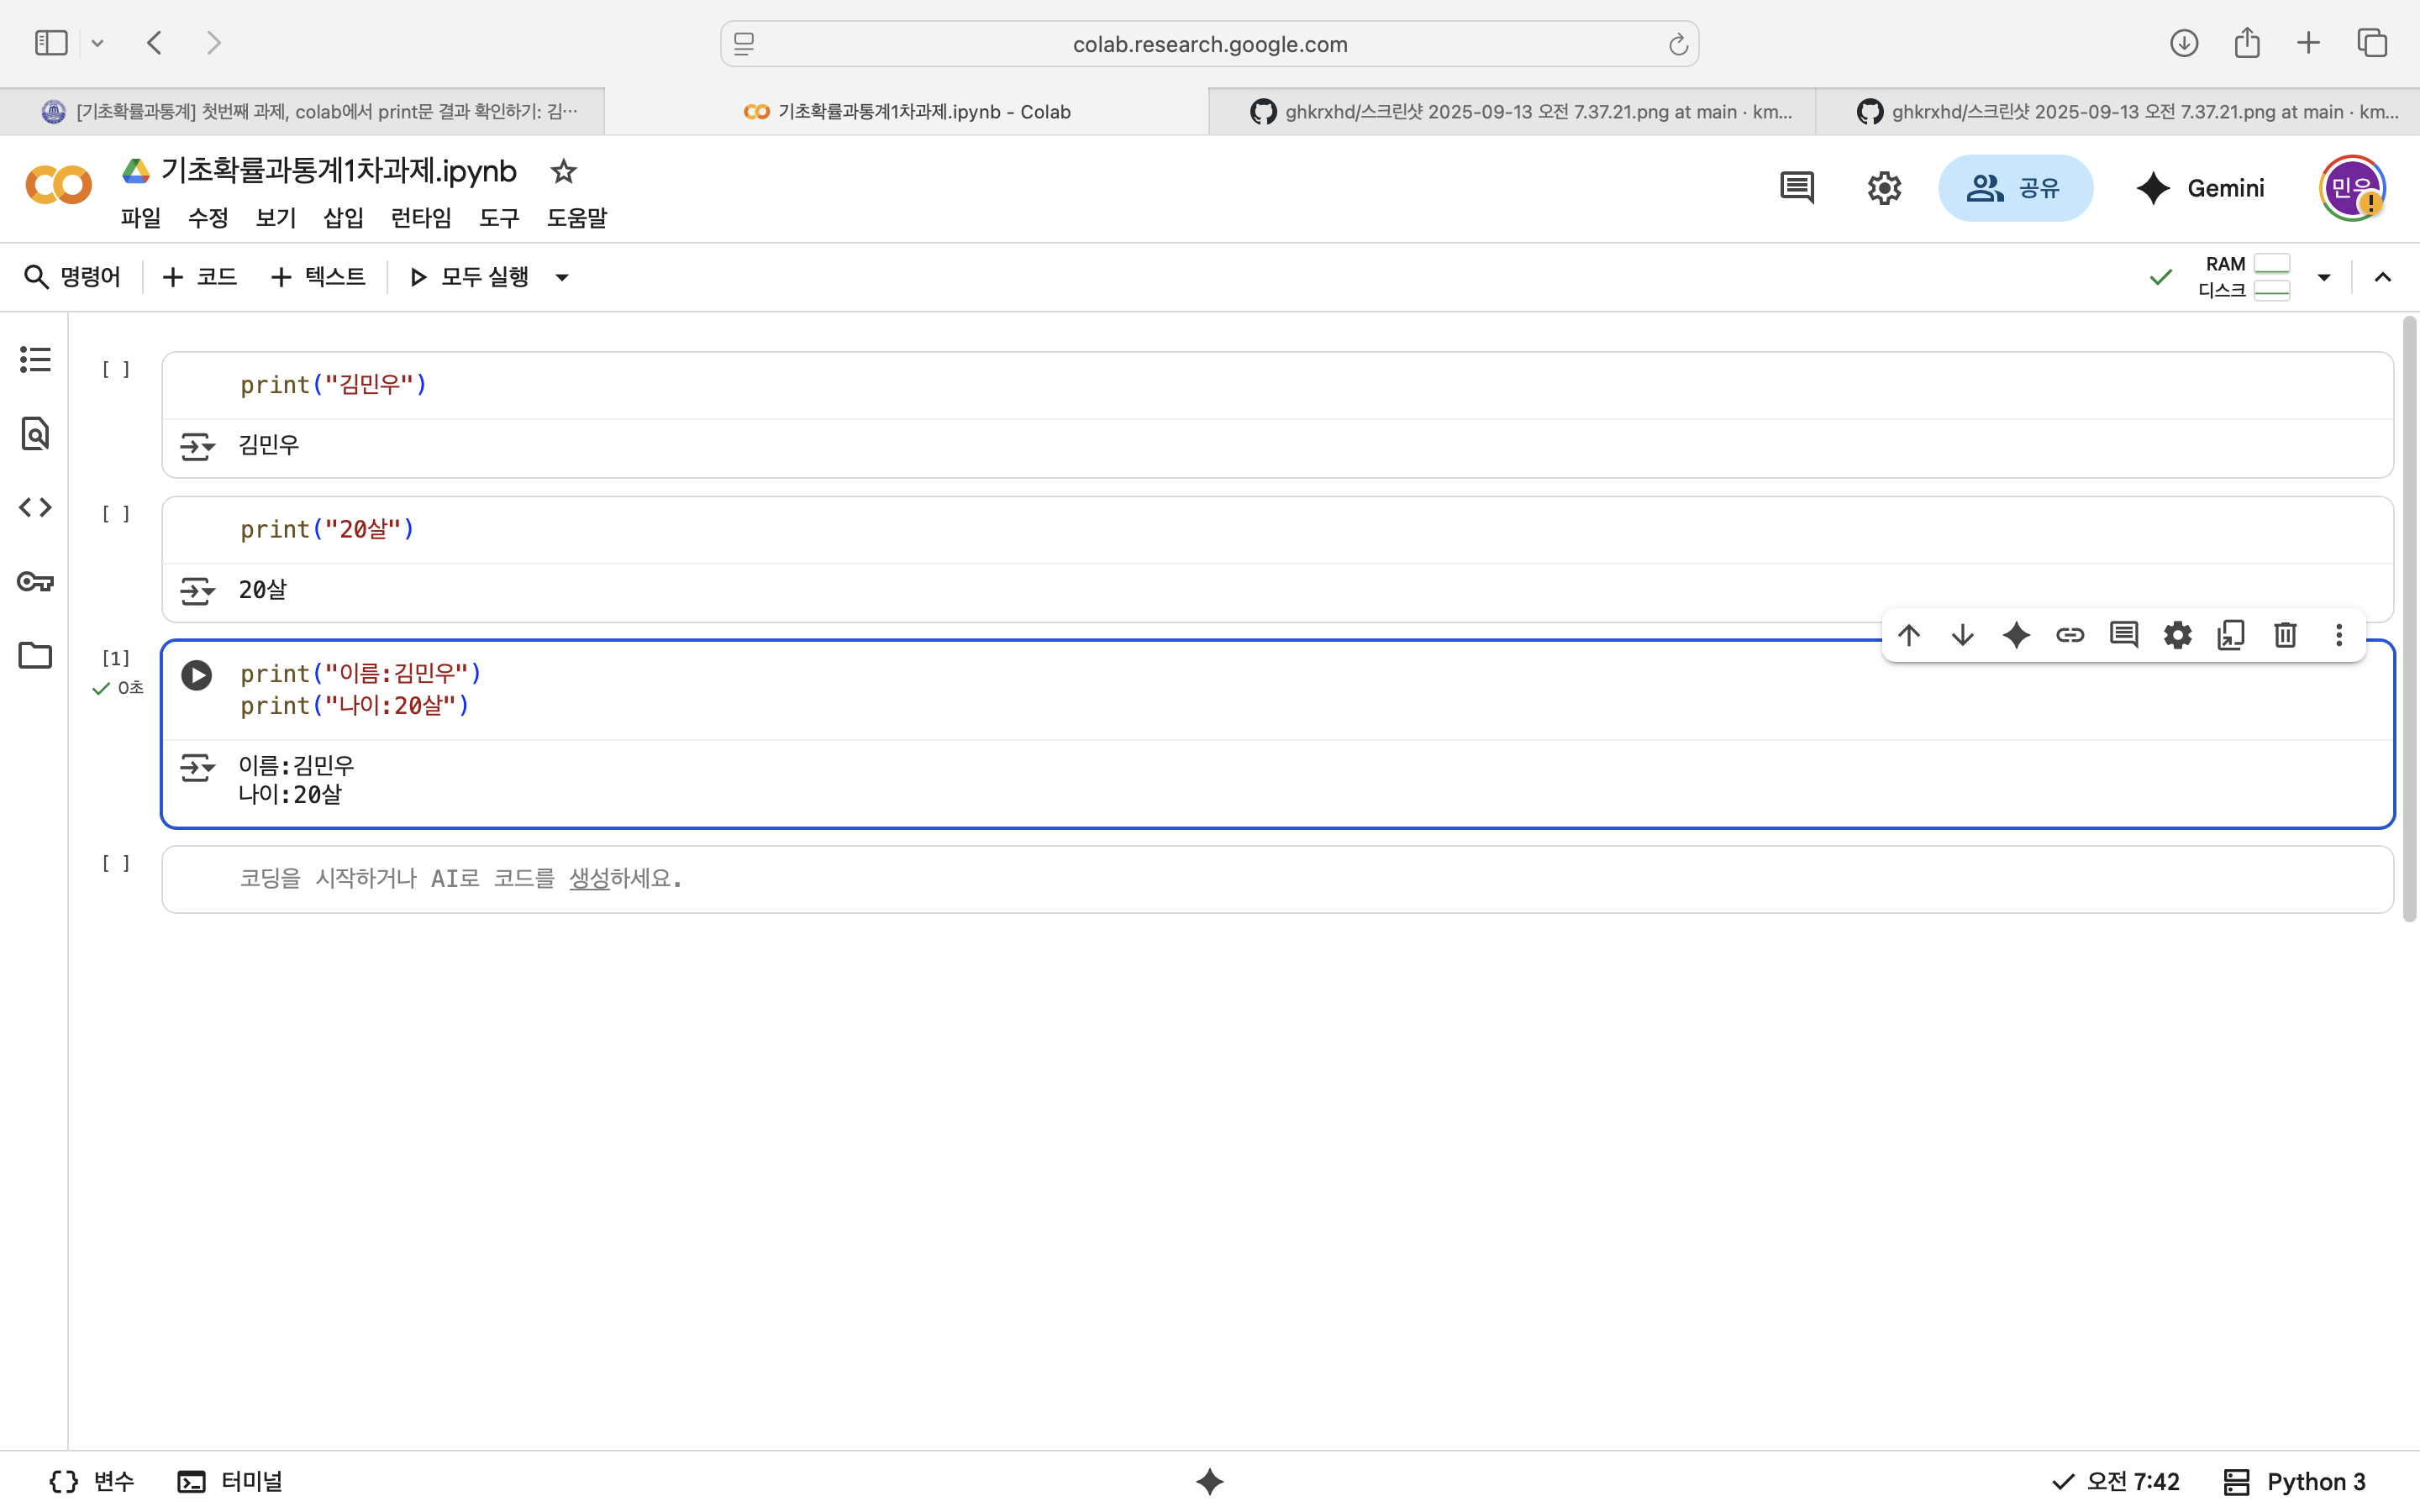 colab.research.google.com
[기초확률과통계] 첫번째 과제, colab에서 print문 결과 확인하기: 김…
기초확률과통계1차과제.ipynb - Colab
ghkrxhd/스크린샷 2025-09-13 오전 7.37.21.png at main · km...
ghkrxhd/스크린샷 2025-09-13 오전 7.37.21.png at main · km...
기초확률과통계1차과제.ipynb
파일 수정 보기 삽입 런타임 도구 도움말
공유
Gemini
민우
명령어 + 코드 + 텍스트 모두 실행
RAM
디스크
[ ]
print("김민우")
김민우
[ ]
print("20살")
20살
[1]
0초
print("이름:김민우")
print("나이:20살")
이름:김민우
나이:20살
[ ]
코딩을 시작하거나 AI로 코드를 생성하세요.
변수 터미널 오전 7:42 Python 3